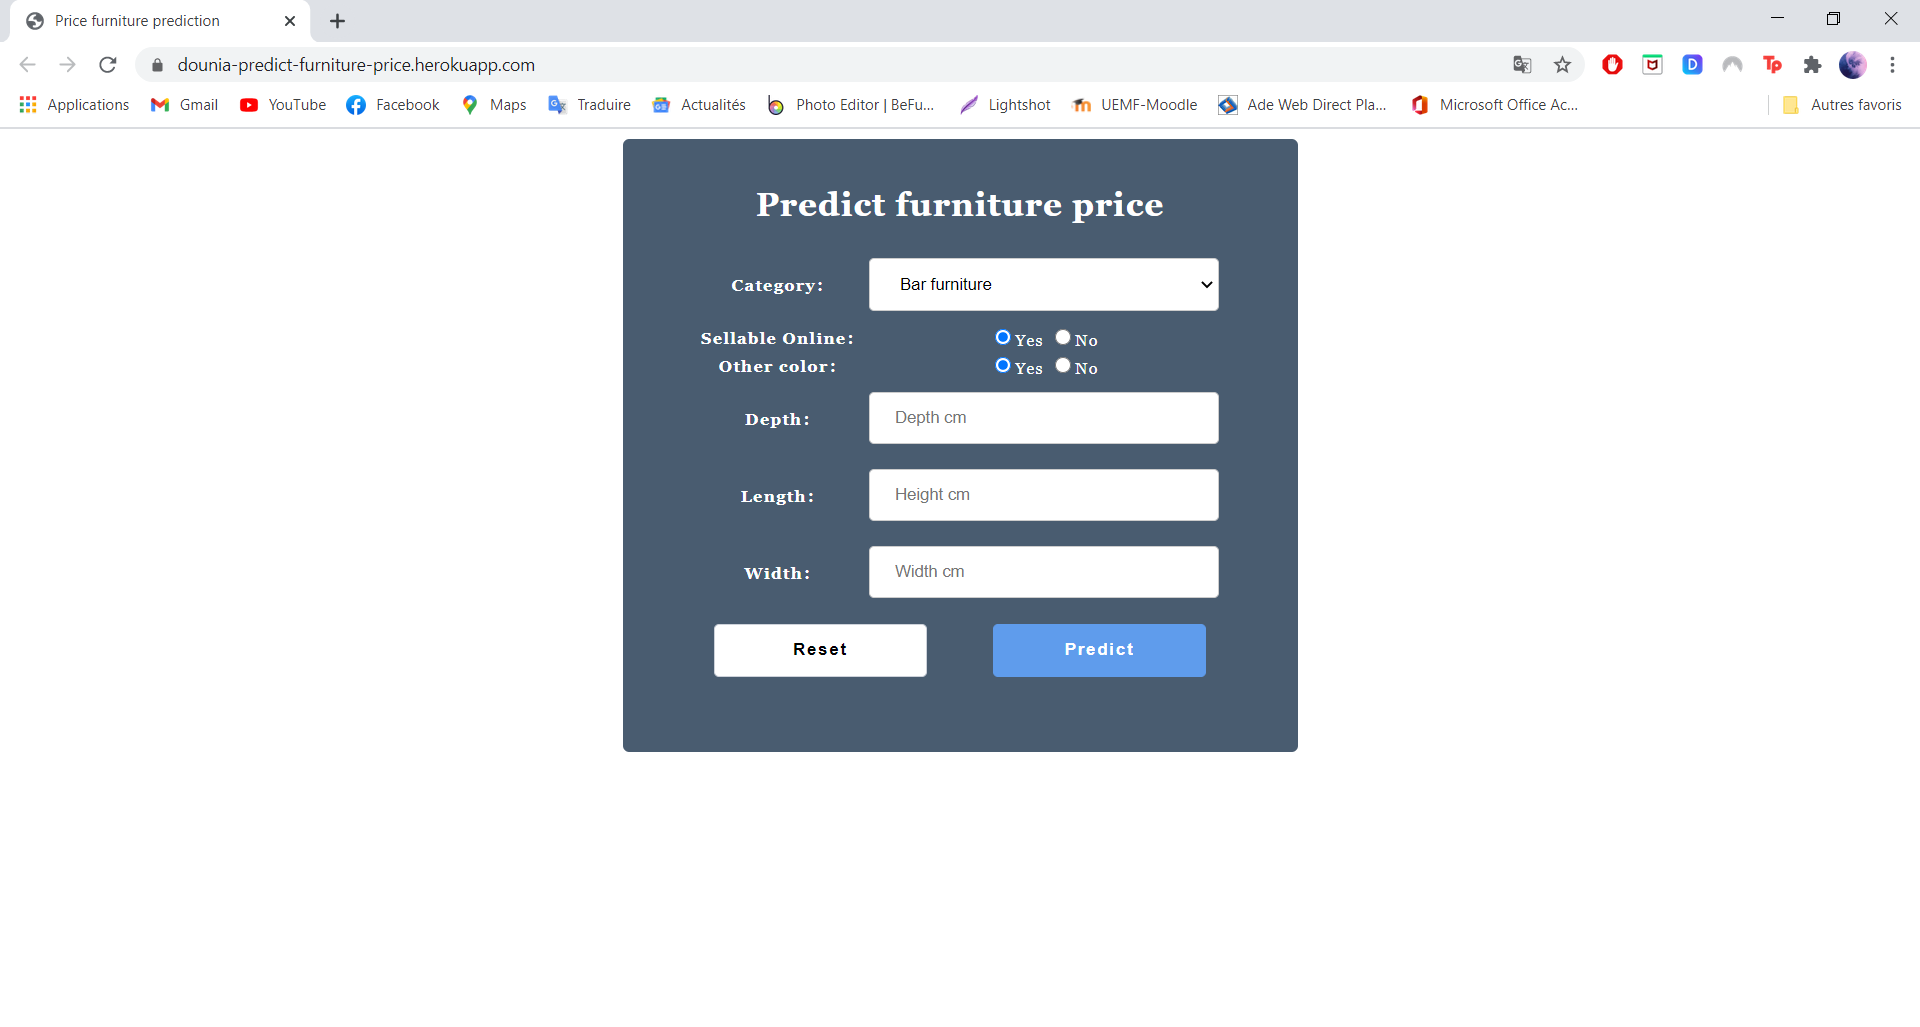 Price furniture prediction
dounia-predict-furniture-price.herokuapp.com
Applications Gmail YouTube Facebook Maps Traduire Actualités Photo Editor | BeFu... Lightshot UEMF-Moodle Ade Web Direct Pla... Microsoft Office Ac... Autres favoris
Predict furniture price
Category: Bar furniture
Sellable Online: Yes No
Other color: Yes No
Depth: Depth cm
Length: Height cm
Width: Width cm
Reset Predict